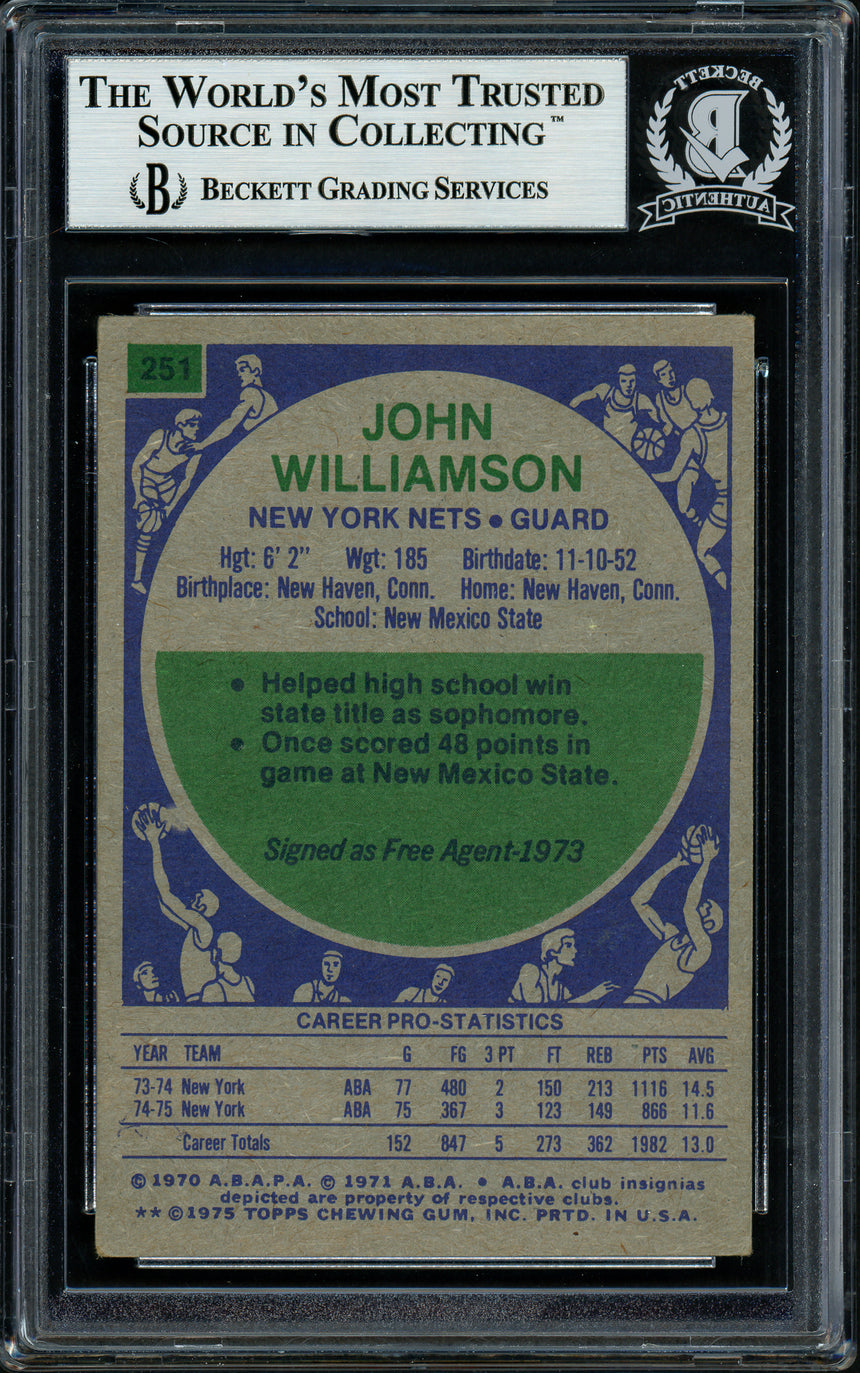 THE WORLD'S MOST TRUSTED
SOURCE IN COLLECTING™
B BECKETT GRADING SERVICES
BECKETT
B
AUTHENTIC
251
JOHN
WILLIAMSON
NEW YORK NETS • GUARD
Hgt: 6' 2" Wgt: 185 Birthdate: 11-10-52
Birthplace: New Haven, Conn. Home: New Haven, Conn.
School: New Mexico State
• Helped high school win
state title as sophomore.
• Once scored 48 points in
game at New Mexico State.
Signed as Free Agent-1973
CAREER PRO-STATISTICS
YEAR TEAM G FG 3 PT FT REB PTS AVG
73-74 New York ABA 77 480 2 150 213 1116 14.5
74-75 New York ABA 75 367 3 123 149 866 11.6
Career Totals 152 847 5 273 362 1982 13.0
© 1970 A.B.A.P.A. © 1971 A.B.A. • A.B.A. club insignias
depicted are property of respective clubs.
** © 1975 TOPPS CHEWING GUM, INC. PRTD. IN U.S.A.